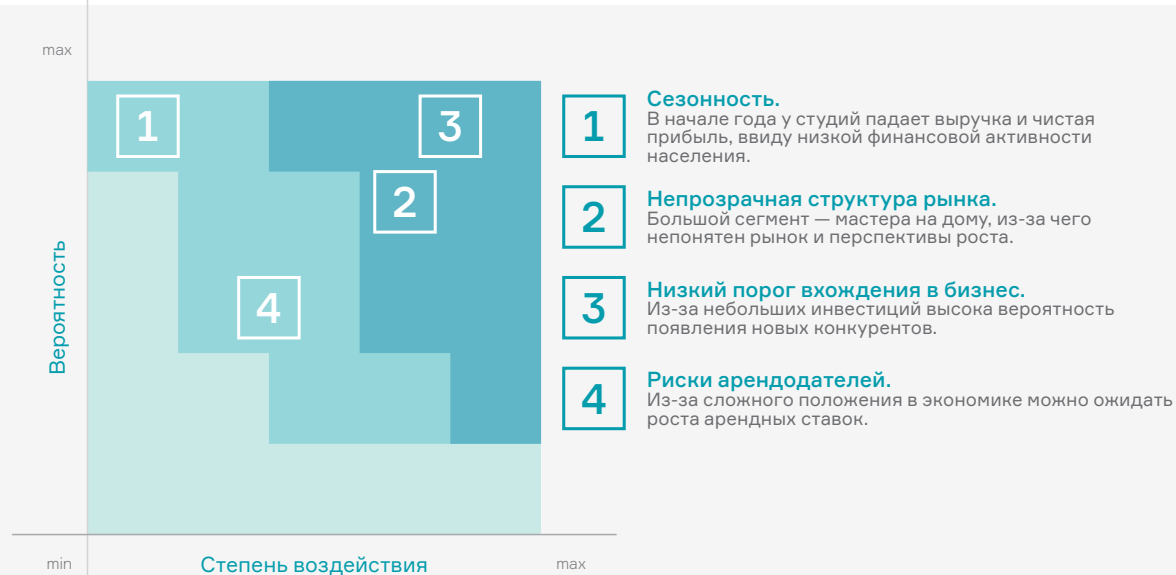 max
1
3
2
4
Вероятность
min
Степень воздействия
max
1
Сезонность.
В начале года у студий падает выручка и чистая
прибыль, ввиду низкой финансовой активности
населения.
2
Непрозрачная структура рынка.
Большой сегмент — мастера на дому, из-за чего
непонятен рынок и перспективы роста.
3
Низкий порог вхождения в бизнес.
Из-за небольших инвестиций высока вероятность
появления новых конкурентов.
4
Риски арендодателей.
Из-за сложного положения в экономике можно ожидать
роста арендных ставок.